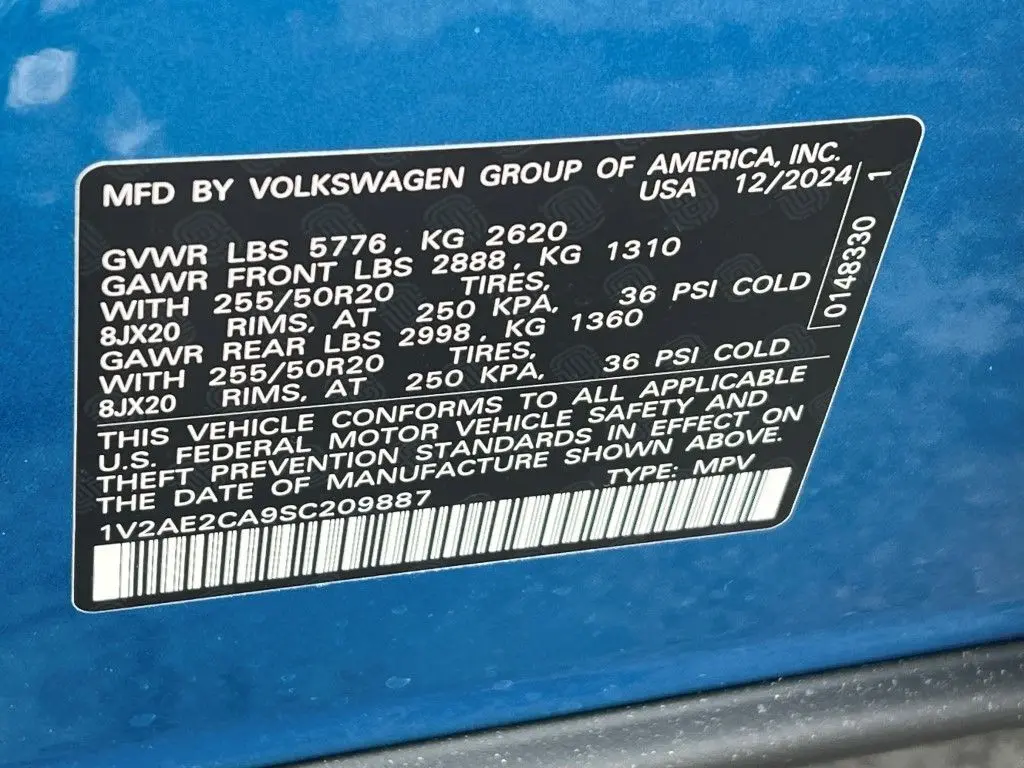 MFD BY VOLKSWAGEN GROUP OF AMERICA, INC.
USA 12/2024
GVWR LBS 5776, KG 2620
GAWR FRONT LBS 2888, KG 1310
WITH 255/50R20 TIRES,
8JX20 RIMS, AT 250 KPA, 36 PSI COLD
GAWR REAR LBS 2998, KG 1360
WITH 255/50R20 TIRES,
8JX20 RIMS, AT 250 KPA, 36 PSI COLD
THIS VEHICLE CONFORMS TO ALL APPLICABLE
U.S. FEDERAL MOTOR VEHICLE SAFETY AND
THEFT PREVENTION STANDARDS IN EFFECT ON
THE DATE OF MANUFACTURE SHOWN ABOVE.
1V2AE2CA9SC209887 TYPE: MPV
0148330 1